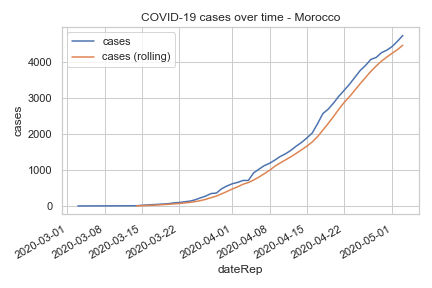 COVID-19 cases over time - Morocco
cases
cases (rolling)
4000
3000
2000
1000
0
cases
2020-03-01
2020-03-08
2020-03-15
2020-03-22
2020-04-01
2020-04-08
2020-04-15
2020-04-22
2020-05-01
dateRep